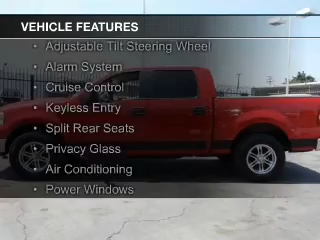 VEHICLE FEATURES
• Adjustable Tilt Steering Wheel
• Alarm System
• Cruise Control
• Keyless Entry
• Split Rear Seats
• Privacy Glass
• Air Conditioning
• Power Windows